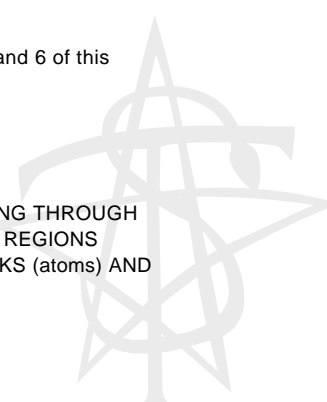 and 6 of this
NG THROUGH
REGIONS
KS (atoms) AND